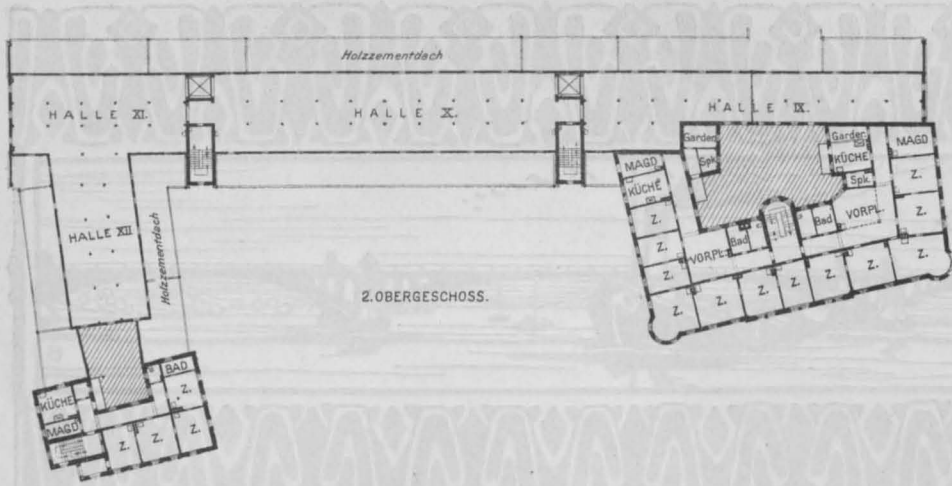 Holzzementdach
HALLE XI.
HALLE X.
HALLE IX.
Garder.
Spk.
Garder.
KÜCHE
Spk.
MAGD
Z.
MAGD
KÜCHE
Z.
Z.
Z.
VORPL.
Bad
Bad
VORPL.
Z.
Z.
Z.
Z.
Z.
Z.
Z.
Z.
HALLE XII
Holzzementdach
2. OBERGESCHOSS.
BAD
Z.
KÜCHE
MAGD
Z.
Z.
Z.